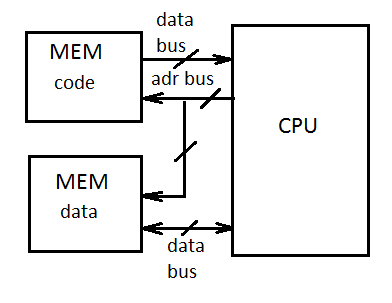 data
bus
MEM
code
adr bus
CPU
MEM
data
data
bus